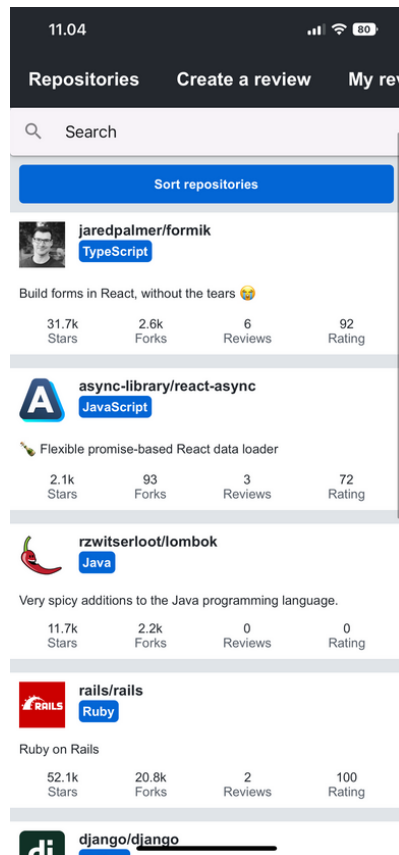 11.04
80
Repositories Create a review My re
Search
Sort repositories
jaredpalmer/formik
TypeScript
Build forms in React, without the tears 😭
31.7k 2.6k 6 92
Stars Forks Reviews Rating
A
async-library/react-async
JavaScript
🍾 Flexible promise-based React data loader
2.1k 93 3 72
Stars Forks Reviews Rating
rzwitserloot/lombok
Java
Very spicy additions to the Java programming language.
11.7k 2.2k 0 0
Stars Forks Reviews Rating
RAILS
rails/rails
Ruby
Ruby on Rails
52.1k 20.8k 2 100
Stars Forks Reviews Rating
dj
django/django